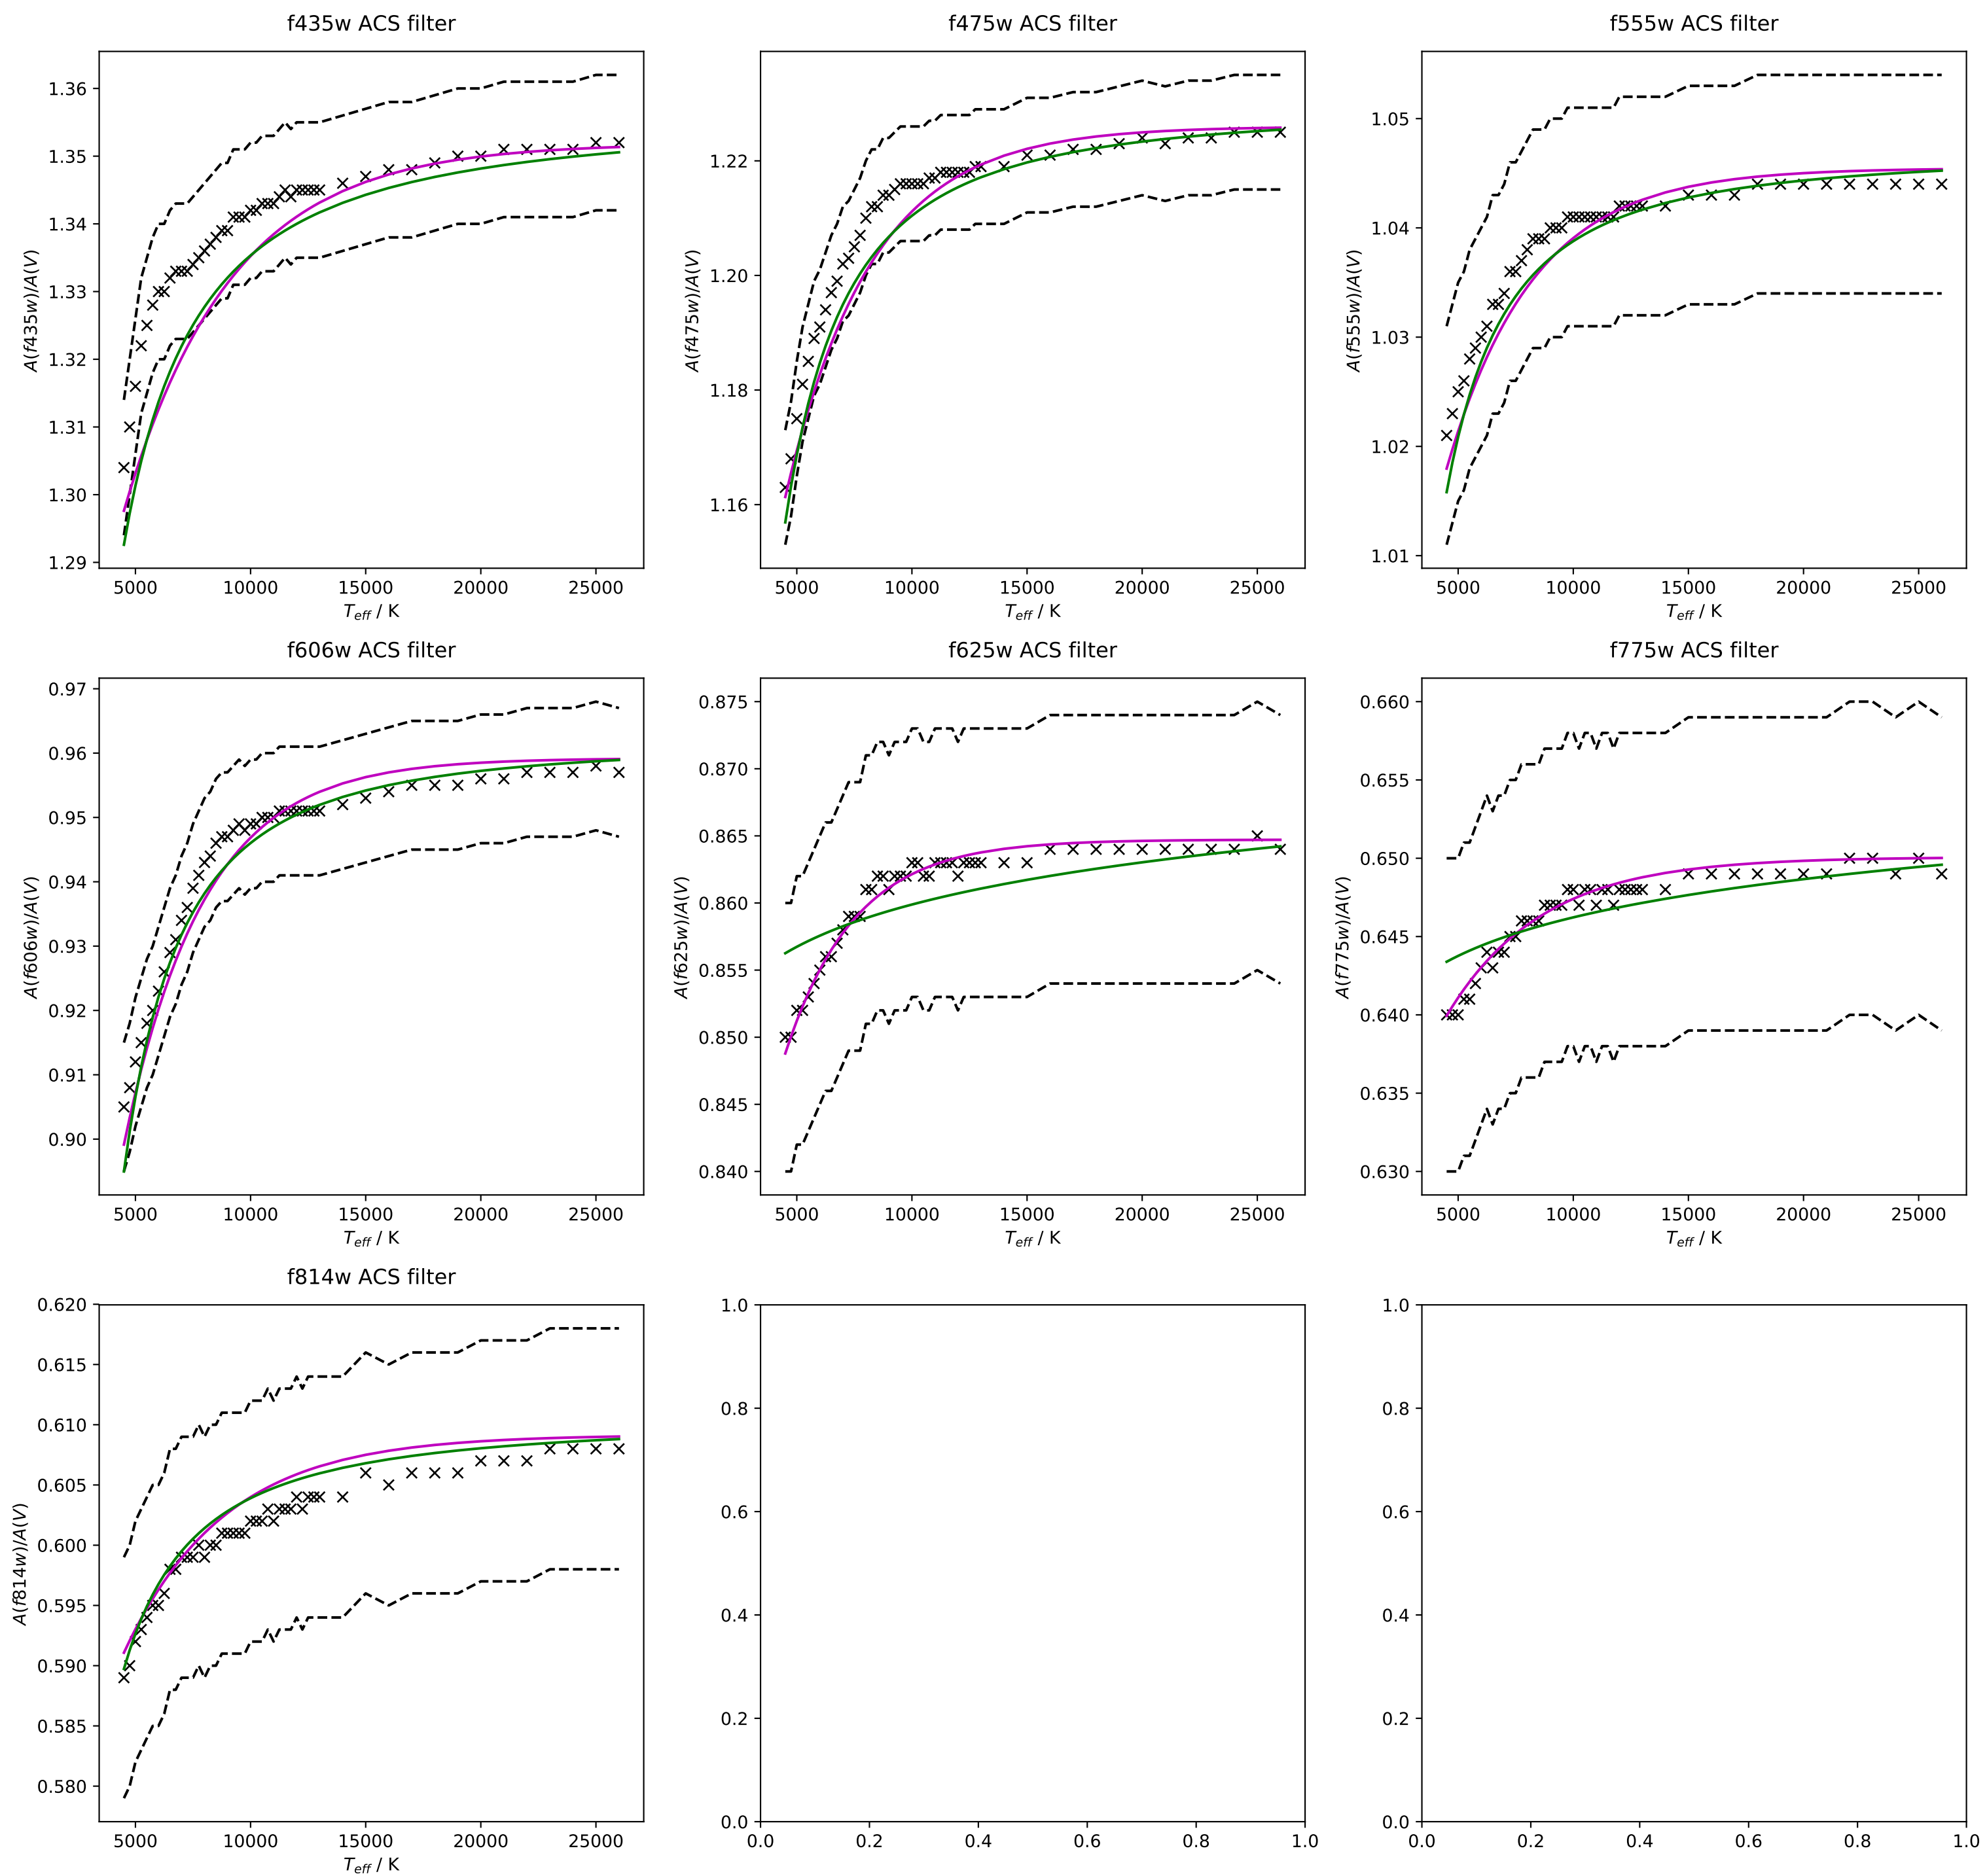 f435w ACS filter
f475w ACS filter
f555w ACS filter
1.36
1.35
1.34
1.33
1.32
1.31
1.30
1.29
A(f435w)/A(V)
5000 10000 15000 20000 25000
T_eff / K
1.22
1.20
1.18
1.16
A(f475w)/A(V)
5000 10000 15000 20000 25000
T_eff / K
1.05
1.04
1.03
1.02
1.01
A(f555w)/A(V)
5000 10000 15000 20000 25000
T_eff / K
f606w ACS filter
f625w ACS filter
f775w ACS filter
0.97
0.96
0.95
0.94
0.93
0.92
0.91
0.90
A(f606w)/A(V)
5000 10000 15000 20000 25000
T_eff / K
0.875
0.870
0.865
0.860
0.855
0.850
0.845
0.840
A(f625w)/A(V)
5000 10000 15000 20000 25000
T_eff / K
0.660
0.655
0.650
0.645
0.640
0.635
0.630
A(f775w)/A(V)
5000 10000 15000 20000 25000
T_eff / K
f814w ACS filter
0.620
0.615
0.610
0.605
0.600
0.595
0.590
0.585
0.580
A(f814w)/A(V)
5000 10000 15000 20000 25000
T_eff / K
1.0
0.8
0.6
0.4
0.2
0.0
0.0 0.2 0.4 0.6 0.8 1.0
1.0
0.8
0.6
0.4
0.2
0.0
0.0 0.2 0.4 0.6 0.8 1.0